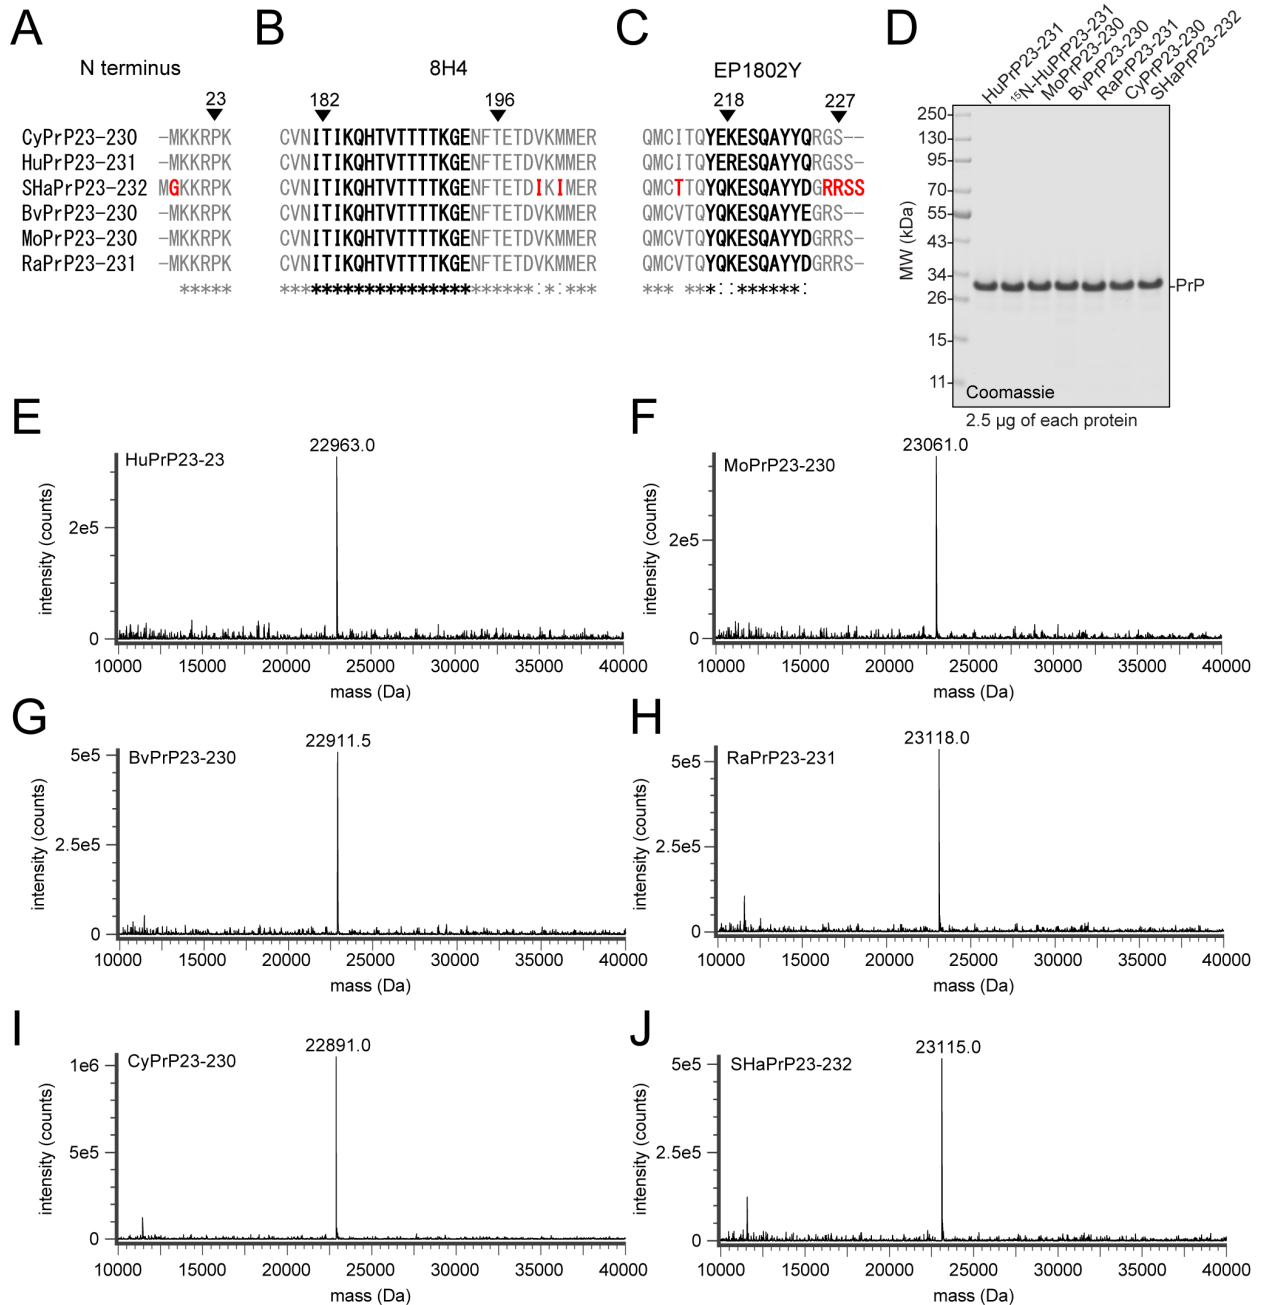 A
N terminus
23
CyPrP23-230 -MKKRPK
HuPrP23-231 -MKKRPK
SHaPrP23-232 MGKKRPK
BvPrP23-230 -MKKRPK
MoPrP23-230 -MKKRPK
RaPrP23-231 -MKKRPK
*****
B
8H4
182 196
CVNITIKQHTVTTTTKGENFTETDVKMMER
CVNITIKQHTVTTTTKGENFTETDVKMMER
CVNITIKQHTVTTTTKGENFTETDIKIMER
CVNITIKQHTVTTTTKGENFTETDVKMMER
CVNITIKQHTVTTTTKGENFTETDVKMMER
CVNITIKQHTVTTTTKGENFTETDVKMMER
************************:*:***
C
EP1802Y
218 227
QMCITQYEKESQAYYQRGS--
QMCITQYERESQAYYQRGSS-
QMCTTQYQKESQAYYDGRRSS
QMCVTQYQKESQAYYEGRS--
QMCVTQYQKESQAYYDGRRS-
QMCVTQYQKESQAYYDGRRS-
*** ***::******:
D
HuPrP23-231
15N-HuPrP23-231
MoPrP23-230
BvPrP23-230
RaPrP23-231
CyPrP23-230
SHaPrP23-232
MW (kDa)
250
130
95
70
55
43
34
26
15
11
-PrP
Coomassie
2.5 µg of each protein
E
22963.0
HuPrP23-23
intensity (counts)
2e5
0
10000 15000 20000 25000 30000 35000 40000
mass (Da)
F
23061.0
MoPrP23-230
intensity (counts)
2e5
0
10000 15000 20000 25000 30000 35000 40000
mass (Da)
G
22911.5
BvPrP23-230
intensity (counts)
5e5
2.5e5
0
10000 15000 20000 25000 30000 35000 40000
mass (Da)
H
23118.0
RaPrP23-231
intensity (counts)
5e5
2.5e5
0
10000 15000 20000 25000 30000 35000 40000
mass (Da)
I
22891.0
CyPrP23-230
intensity (counts)
1e6
5e5
0
10000 15000 20000 25000 30000 35000 40000
mass (Da)
J
23115.0
SHaPrP23-232
intensity (counts)
5e5
2.5e5
0
10000 15000 20000 25000 30000 35000 40000
mass (Da)